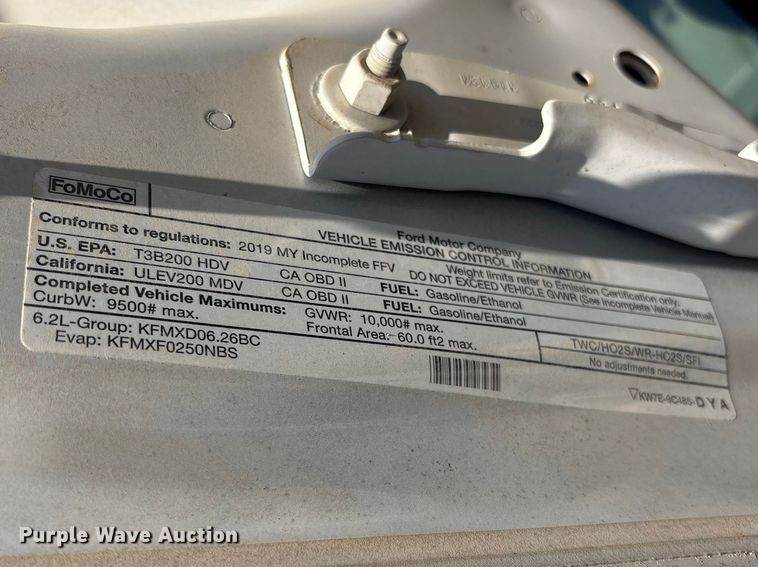 FoMoCo
Ford Motor Company
VEHICLE EMISSION CONTROL INFORMATION
Conforms to regulations: 2019 MY Incomplete FFV
Weight limits refer to Emission Certification only.
DO NOT EXCEED VEHICLE GVWR (See Incomplete Vehicle Manual)
U.S. EPA: T3B200 HDV CA OBD II FUEL: Gasoline/Ethanol
California: ULEV200 MDV CA OBD II FUEL: Gasoline/Ethanol
Completed Vehicle Maximums: GVWR: 10,000# max.
CurbW: 9500# max. Frontal Area: 60.0 ft2 max.
6.2L-Group: KFMXD06.26BC
Evap: KFMXF0250NBS
TWC/HO2S/WR-HO2S/SFI
No adjustments needed.
KW7E-9C485-DYA
Purple Wave Auction